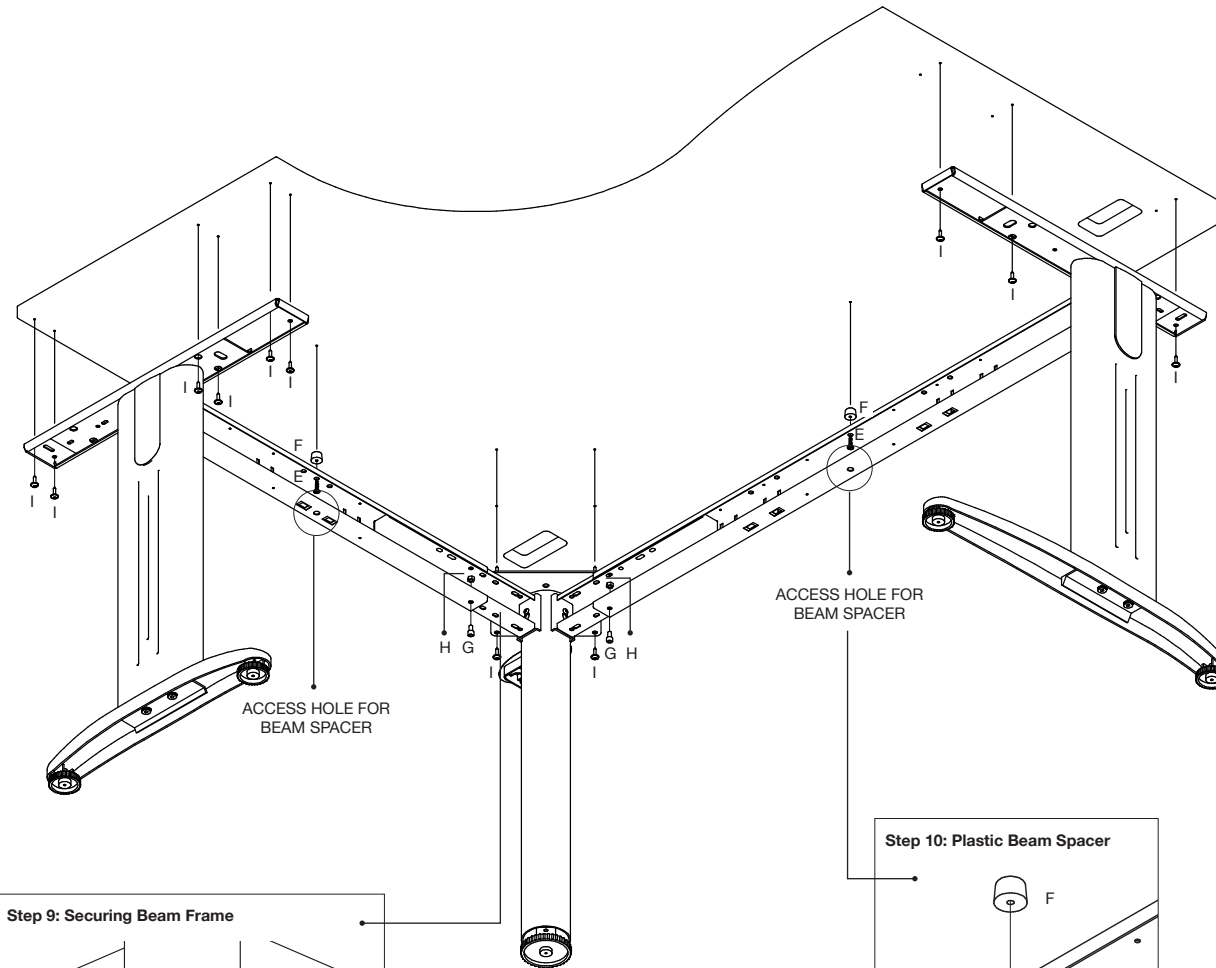 I
I
I
I
I
I
I
I
I
F
E
F
E
ACCESS HOLE FOR
BEAM SPACER
ACCESS HOLE FOR
BEAM SPACER
H
G
G
H
I
I
Step 9: Securing Beam Frame
Step 10: Plastic Beam Spacer
F